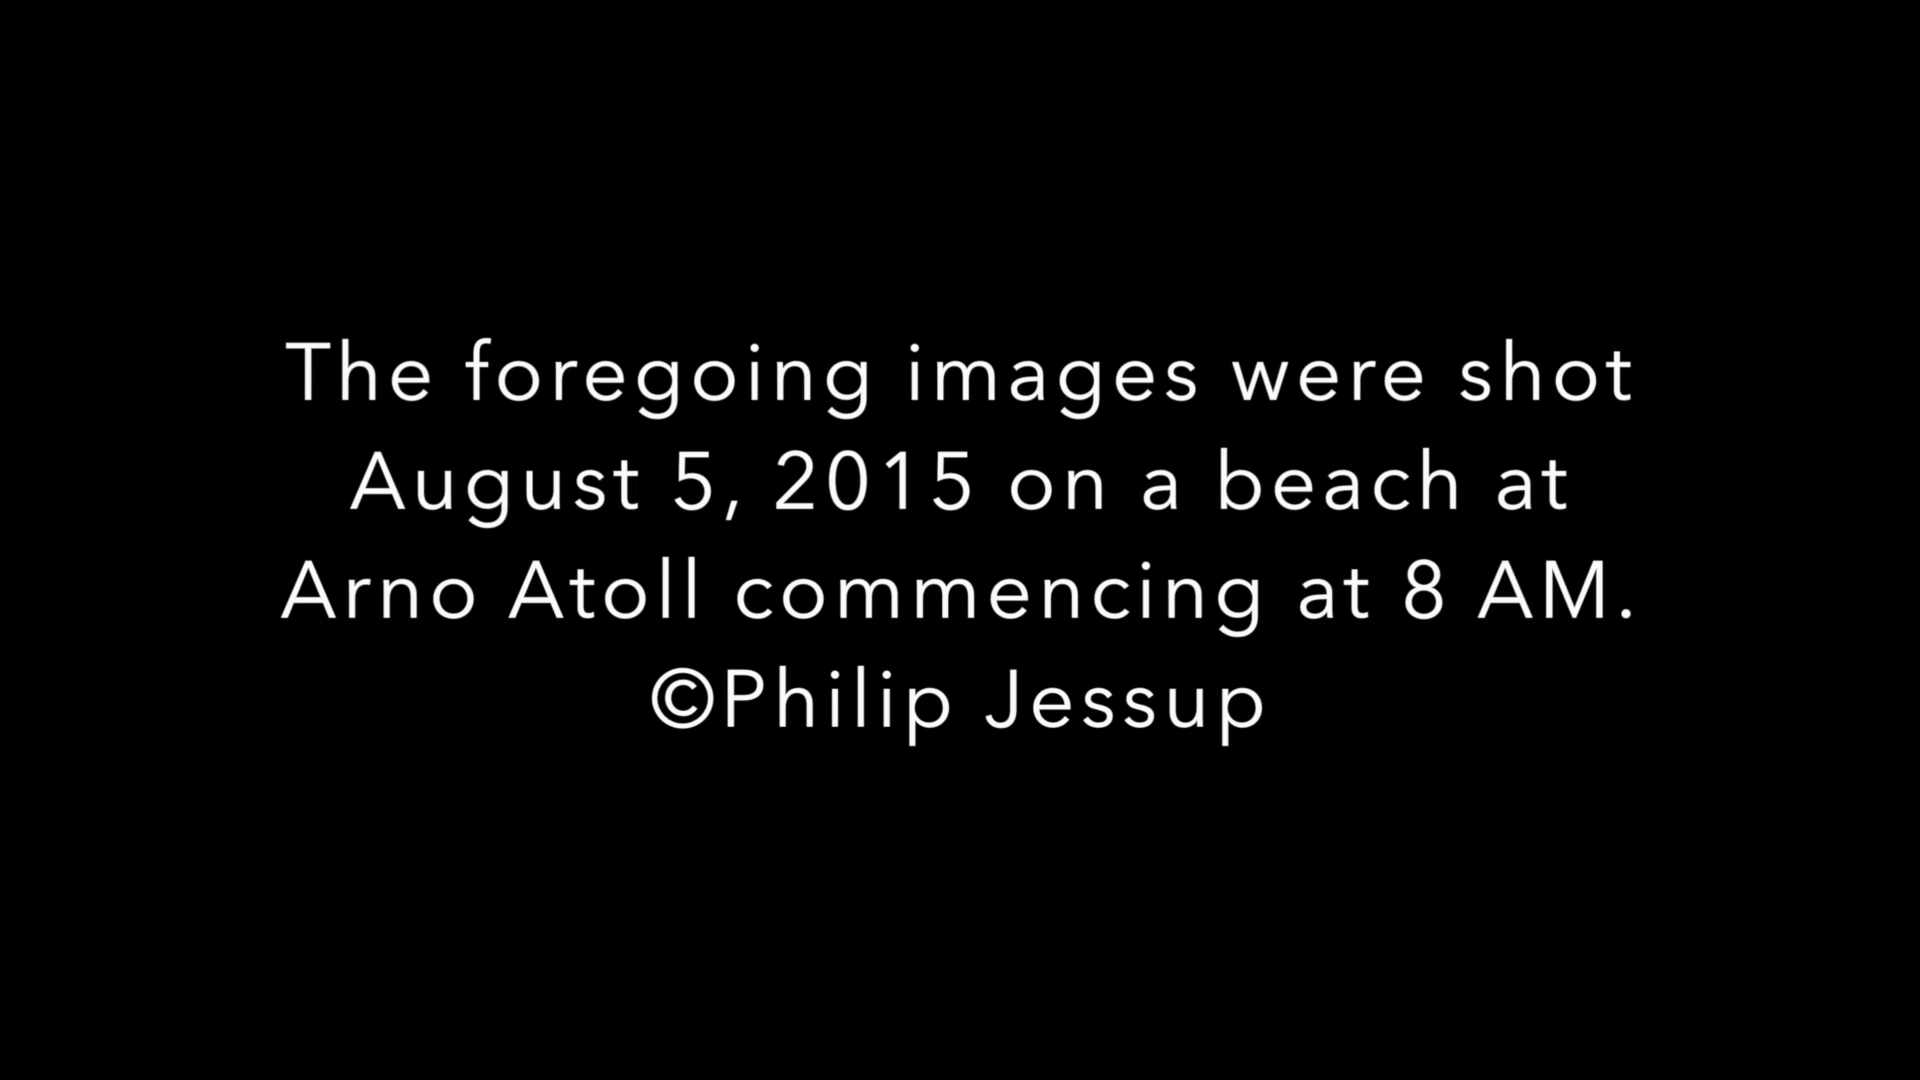 The foregoing images were shot
August 5, 2015 on a beach at
Arno Atoll commencing at 8 AM.
©Philip Jessup